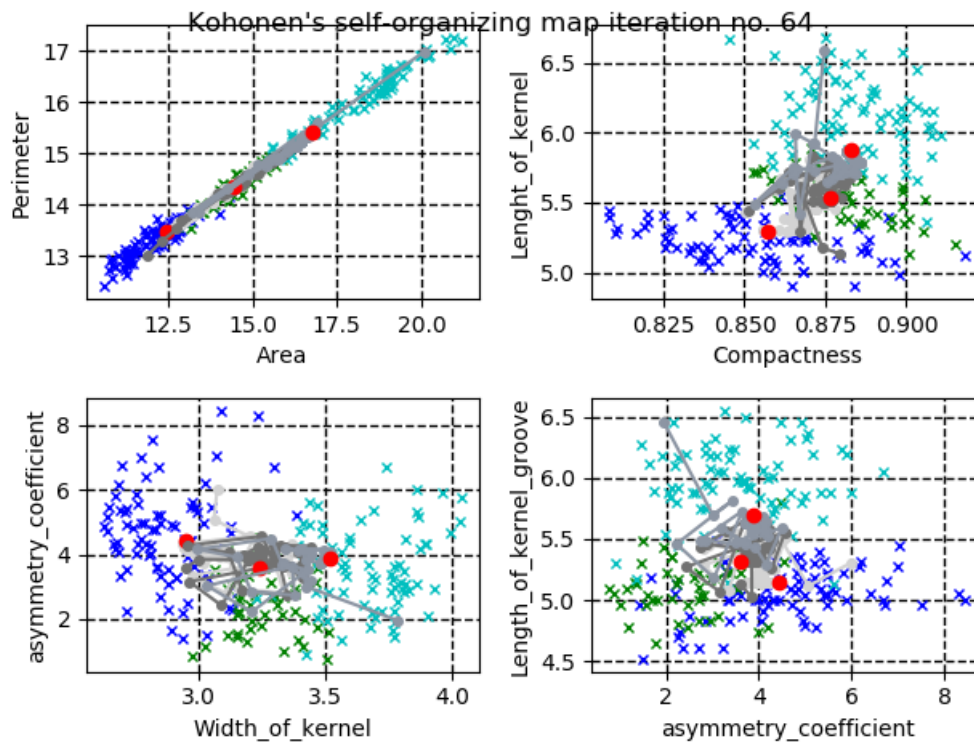 Kohonen's self-organizing map iteration no. 64
Perimeter
17
16
15
14
13
12.5 15.0 17.5 20.0
Area
Lenght_of_kernel
6.5
6.0
5.5
5.0
0.825 0.850 0.875 0.900
Compactness
asymmetry_coefficient
8
6
4
2
3.0 3.5 4.0
Width_of_kernel
Length_of_kernel_groove
6.5
6.0
5.5
5.0
4.5
2 4 6 8
asymmetry_coefficient